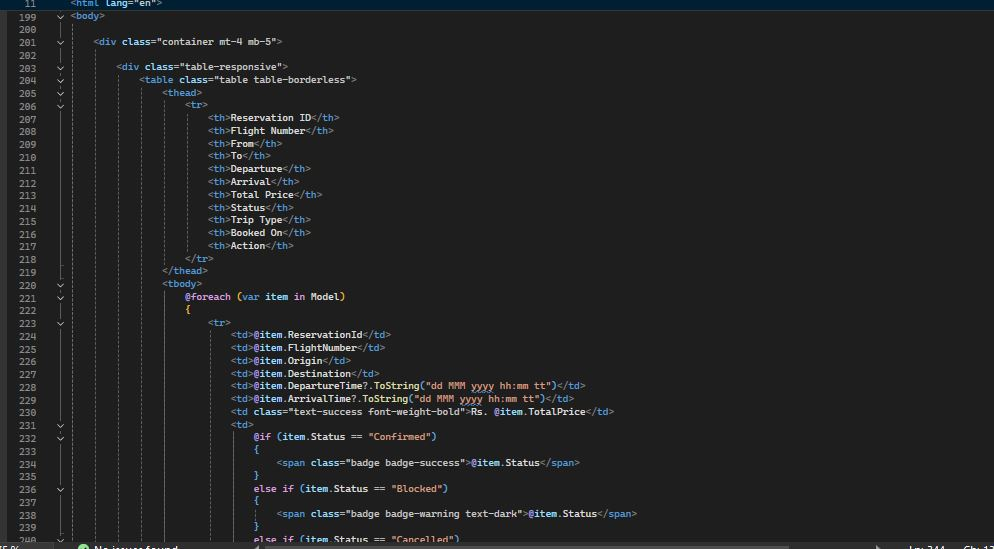 11 <html lang="en">
199 <body>
200
201 <div class="container mt-4 mb-5">
202
203 <div class="table-responsive">
204 <table class="table table-borderless">
205 <thead>
206 <tr>
207 <th>Reservation ID</th>
208 <th>Flight Number</th>
209 <th>From</th>
210 <th>To</th>
211 <th>Departure</th>
212 <th>Arrival</th>
213 <th>Total Price</th>
214 <th>Status</th>
215 <th>Trip Type</th>
216 <th>Booked On</th>
217 <th>Action</th>
218 </tr>
219 </thead>
220 <tbody>
221 @foreach (var item in Model)
222 {
223 <tr>
224 <td>@item.ReservationId</td>
225 <td>@item.FlightNumber</td>
226 <td>@item.Origin</td>
227 <td>@item.Destination</td>
228 <td>@item.DepartureTime?.ToString("dd MMM yyyy hh:mm tt")</td>
229 <td>@item.ArrivalTime?.ToString("dd MMM yyyy hh:mm tt")</td>
230 <td class="text-success font-weight-bold">Rs. @item.TotalPrice</td>
231 <td>
232 @if (item.Status == "Confirmed")
233 {
234 <span class="badge badge-success">@item.Status</span>
235 }
236 else if (item.Status == "Blocked")
237 {
238 <span class="badge badge-warning text-dark">@item.Status</span>
239 }
240 else if (item.Status == "Cancelled")
No issues found